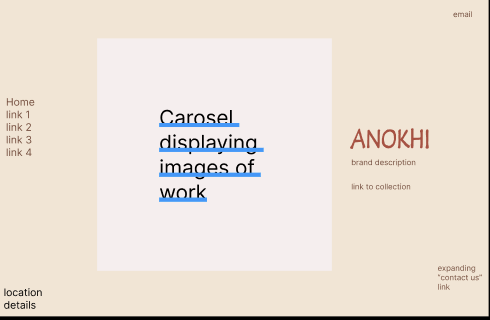 email
Home
link 1
link 2
link 3
link 4
Carosel
displaying
images of
work
ANOKHI
brand description
link to collection
expanding
"contact us"
link
location
details